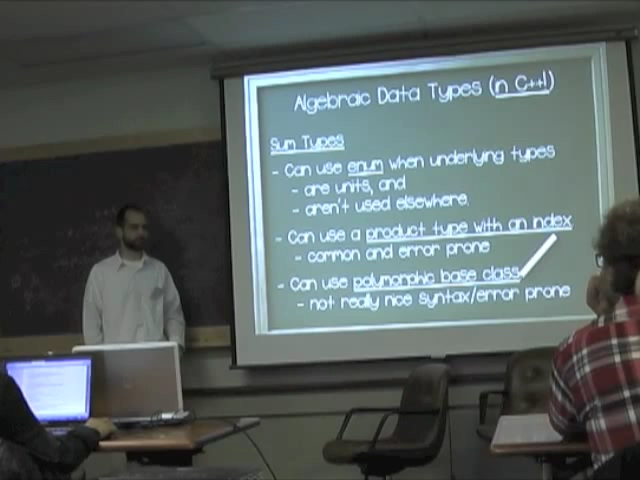 Algebraic Data Types (n C++)
Sum Types
- Can use enum when underlying types
- are units, and
- aren't used elsewhere.
- Can use a product type with an index
- common and error prone
- Can use polymorphic base class
- not really nice syntax/error prone